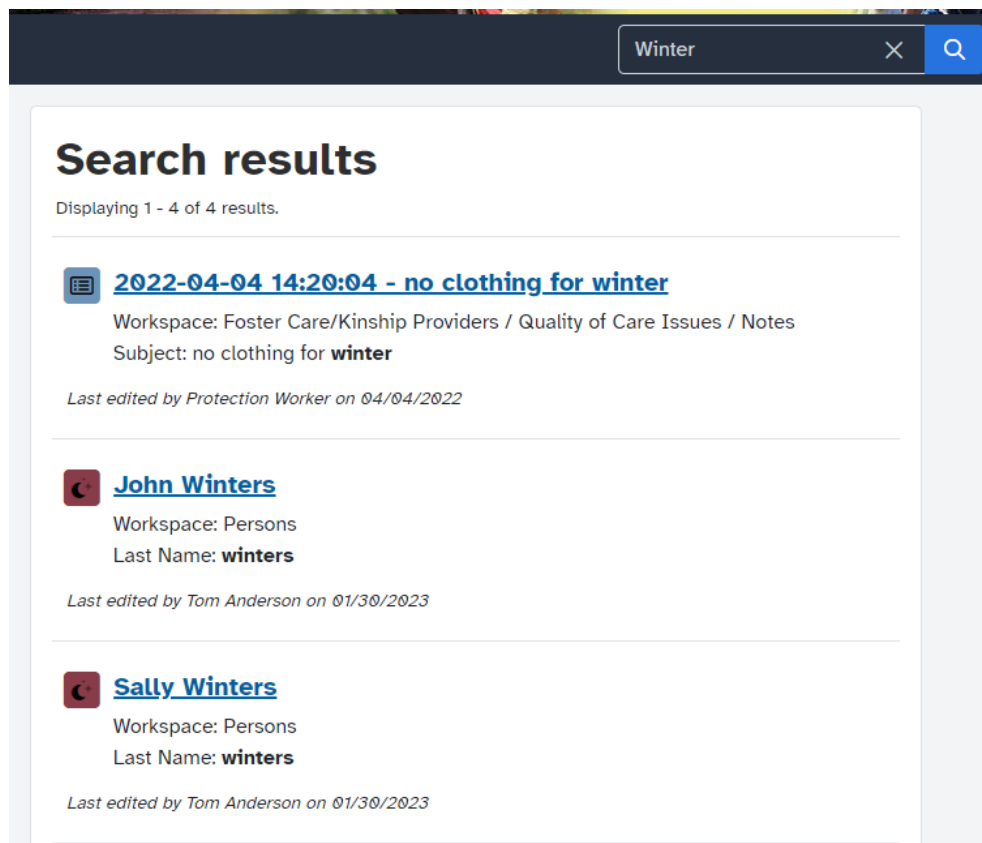 Winter
Search results
Displaying 1 - 4 of 4 results.
2022-04-04 14:20:04 - no clothing for winter
Workspace: Foster Care/Kinship Providers / Quality of Care Issues / Notes
Subject: no clothing for winter
Last edited by Protection Worker on 04/04/2022
John Winters
Workspace: Persons
Last Name: winters
Last edited by Tom Anderson on 01/30/2023
Sally Winters
Workspace: Persons
Last Name: winters
Last edited by Tom Anderson on 01/30/2023